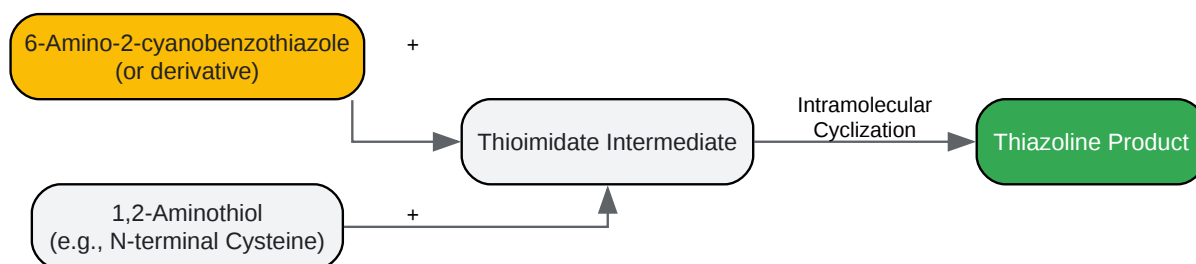 6-Amino-2-cyanobenzothiazole
(or derivative)
+
Thioimidate Intermediate
Intramolecular
Cyclization
Thiazoline Product
1,2-Aminothiol
(e.g., N-terminal Cysteine)
+